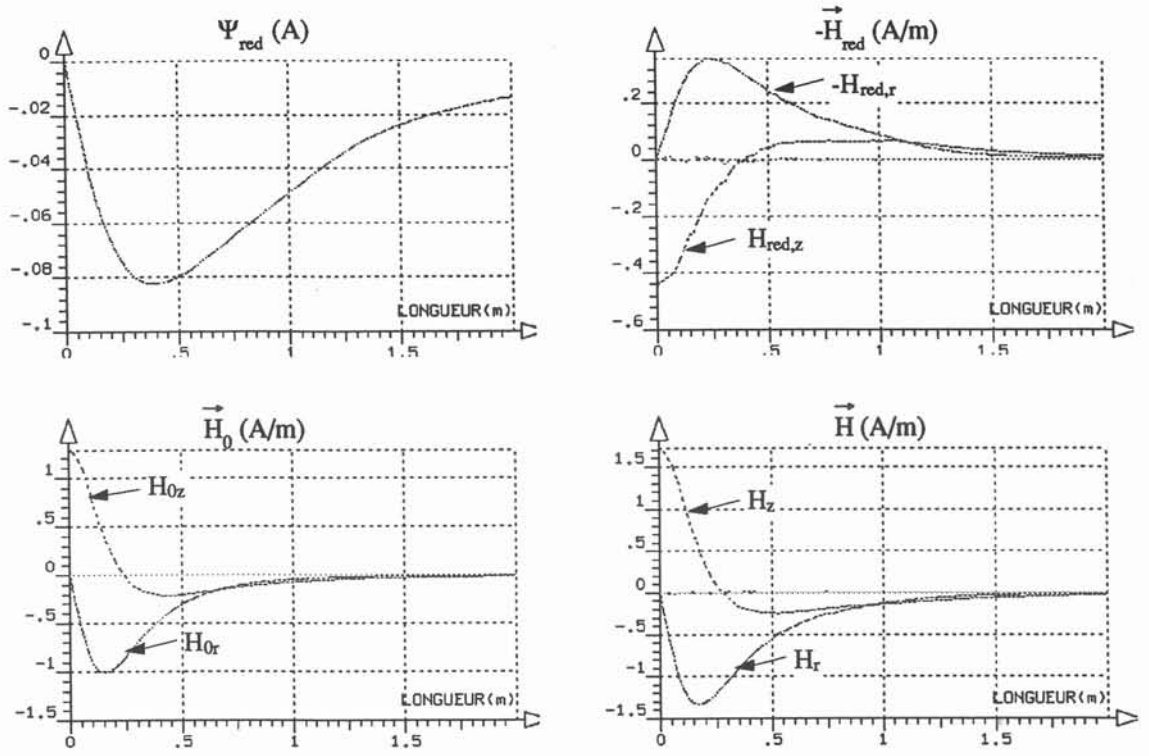 Ψred (A)
0
-.02
-.04
-.06
-.08
-.1
0
.5
1
1.5
LONGUEUR(m)
-H⃗red (A/m)
.2
0
-.2
-.4
-.6
-Hred,r
Hred,z
0
.5
1
1.5
LONGUEUR(m)
H⃗0 (A/m)
1
.5
0
-.5
-1
-1.5
H0z
H0r
0
.5
1
1.5
LONGUEUR(m)
H⃗ (A/m)
1.5
1
.5
0
-.5
-1
-1.5
Hz
Hr
0
.5
1
1.5
LONGUEUR(m)